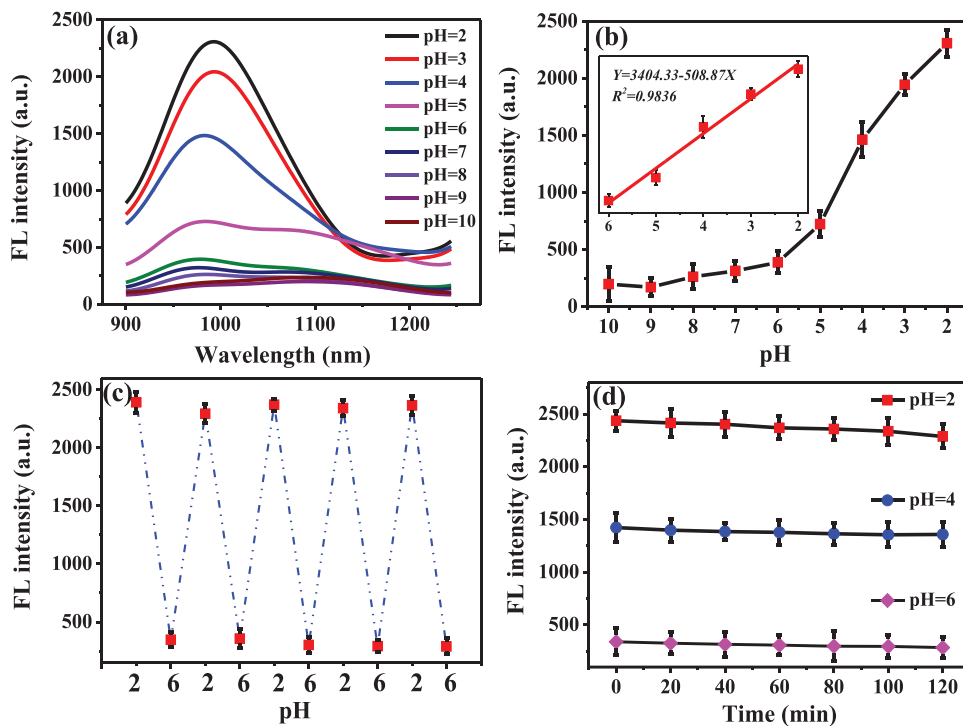 (a)
2500
2000
1500
1000
500
0
FL intensity (a.u.)
900 1000 1100 1200
Wavelength (nm)
pH=2
pH=3
pH=4
pH=5
pH=6
pH=7
pH=8
pH=9
pH=10
(b)
2500
2000
1500
1000
500
0
FL intensity (a.u.)
Y=3404.33-508.87X
R²=0.9836
6 5 4 3 2
10 9 8 7 6 5 4 3 2
pH
(c)
2500
2000
1500
1000
500
FL intensity (a.u.)
2 6 2 6 2 6 2 6 2 6
pH
(d)
2500
2000
1500
1000
500
FL intensity (a.u.)
pH=2
pH=4
pH=6
0 20 40 60 80 100 120
Time (min)